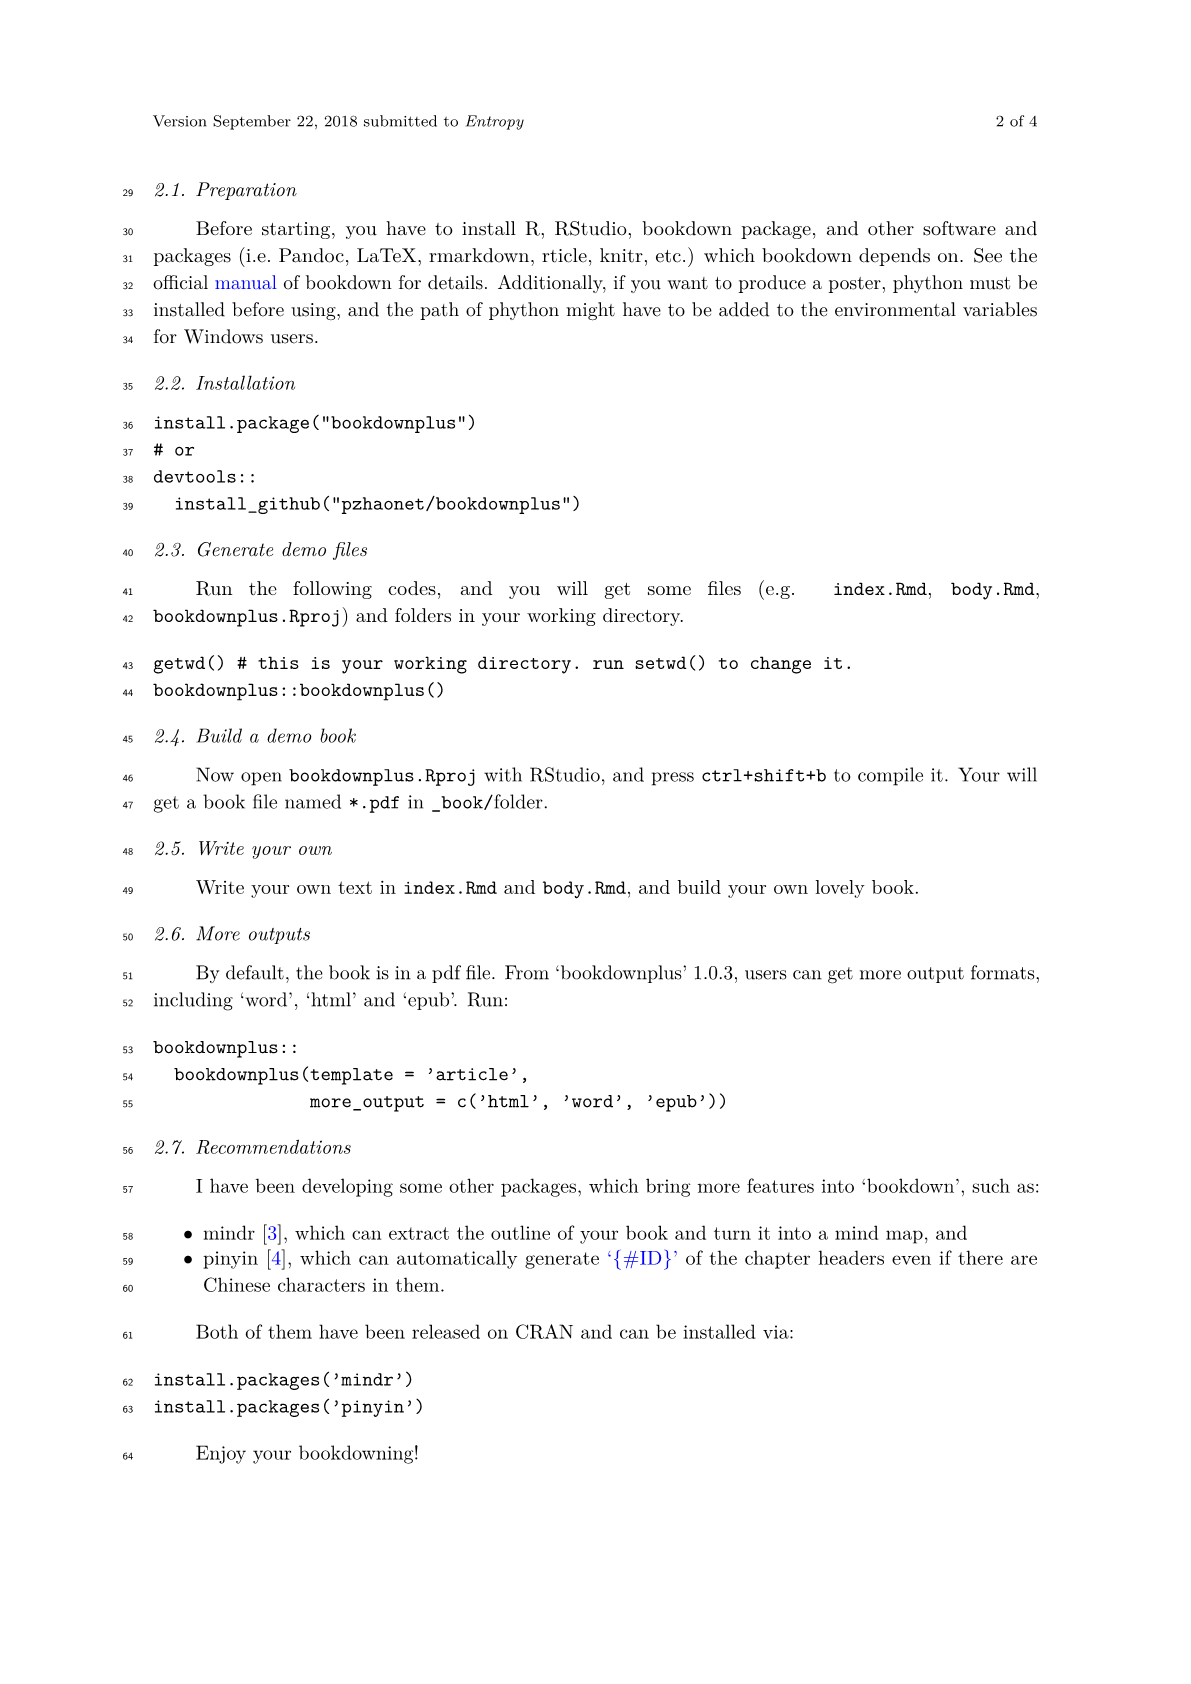 Version September 22, 2018 submitted to Entropy 2 of 4
29 2.1. Preparation
30 Before starting, you have to install R, RStudio, bookdown package, and other software and
31 packages (i.e. Pandoc, LaTeX, rmarkdown, rticle, knitr, etc.) which bookdown depends on. See the
32 official manual of bookdown for details. Additionally, if you want to produce a poster, phython must be
33 installed before using, and the path of phython might have to be added to the environmental variables
34 for Windows users.
35 2.2. Installation
36 install.package("bookdownplus")
37 # or
38 devtools::
39 install_github("pzhaonet/bookdownplus")
40 2.3. Generate demo files
41 Run the following codes, and you will get some files (e.g. index.Rmd, body.Rmd,
42 bookdownplus.Rproj) and folders in your working directory.
43 getwd() # this is your working directory. run setwd() to change it.
44 bookdownplus::bookdownplus()
45 2.4. Build a demo book
46 Now open bookdownplus.Rproj with RStudio, and press ctrl+shift+b to compile it. Your will
47 get a book file named *.pdf in _book/folder.
48 2.5. Write your own
49 Write your own text in index.Rmd and body.Rmd, and build your own lovely book.
50 2.6. More outputs
51 By default, the book is in a pdf file. From ‘bookdownplus’ 1.0.3, users can get more output formats,
52 including ‘word’, ‘html’ and ‘epub’. Run:
53 bookdownplus::
54 bookdownplus(template = ’article’,
55 more_output = c(’html’, ’word’, ’epub’))
56 2.7. Recommendations
57 I have been developing some other packages, which bring more features into ‘bookdown’, such as:
58 • mindr [3], which can extract the outline of your book and turn it into a mind map, and
59 • pinyin [4], which can automatically generate ‘{#ID}’ of the chapter headers even if there are
60 Chinese characters in them.
61 Both of them have been released on CRAN and can be installed via:
62 install.packages(’mindr’)
63 install.packages(’pinyin’)
64 Enjoy your bookdowning!